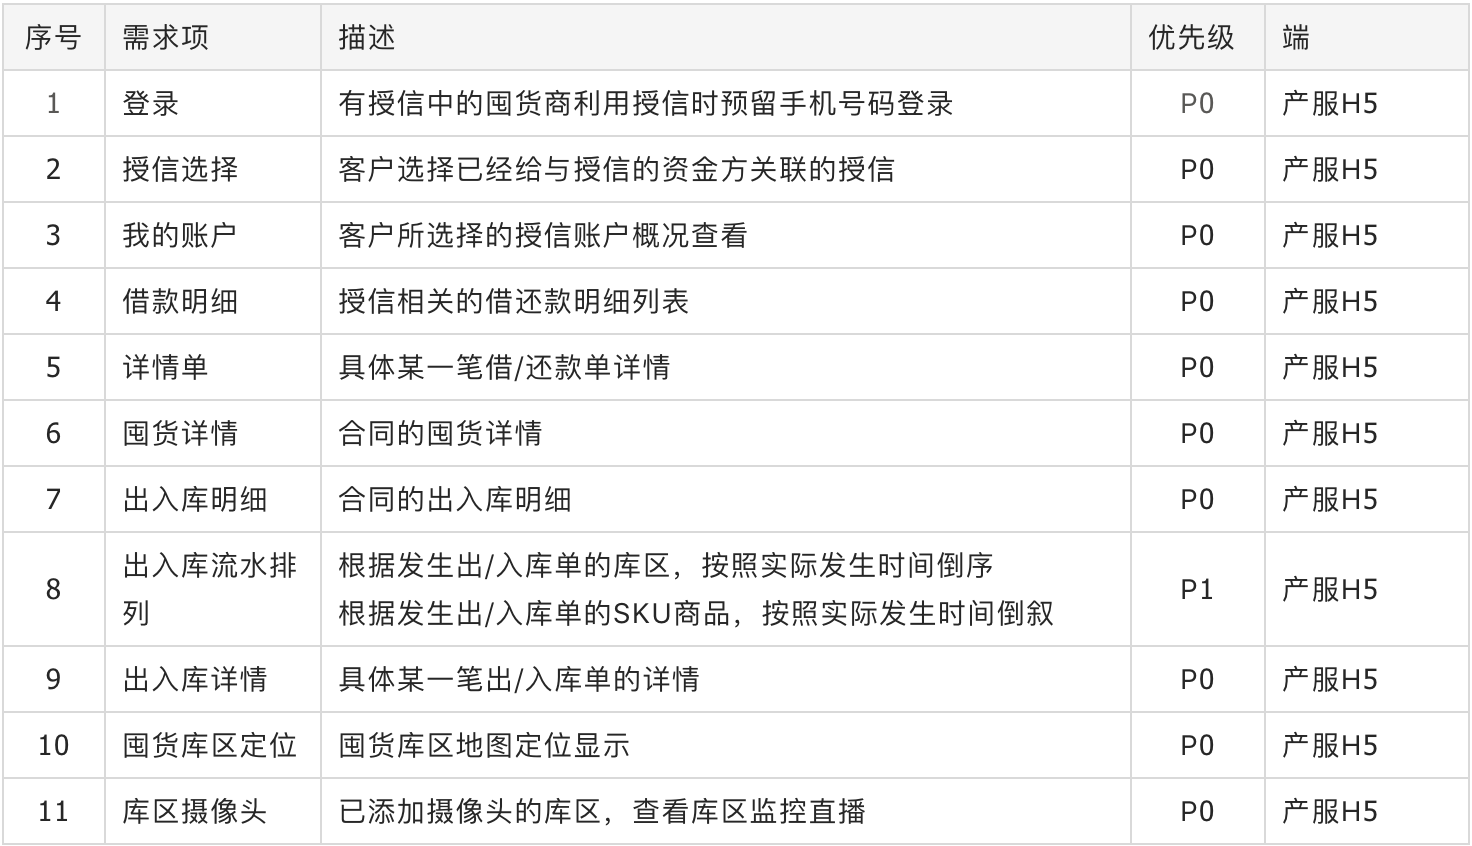 序号 需求项 描述 优先级 端
1 登录 有授信中的囤货商利用授信时预留手机号码登录 P0 产服H5
2 授信选择 客户选择已经给与授信的资金方关联的授信 P0 产服H5
3 我的账户 客户所选择的授信账户概况查看 P0 产服H5
4 借款明细 授信相关的借还款明细列表 P0 产服H5
5 详情单 具体某一笔借/还款单详情 P0 产服H5
6 囤货详情 合同的囤货详情 P0 产服H5
7 出入库明细 合同的出入库明细 P0 产服H5
8 出入库流水排列 根据发生出/入库单的库区，按照实际发生时间倒序
根据发生出/入库单的SKU商品，按照实际发生时间倒叙 P1 产服H5
9 出入库详情 具体某一笔出/入库单的详情 P0 产服H5
10 囤货库区定位 囤货库区地图定位显示 P0 产服H5
11 库区摄像头 已添加摄像头的库区，查看库区监控直播 P0 产服H5